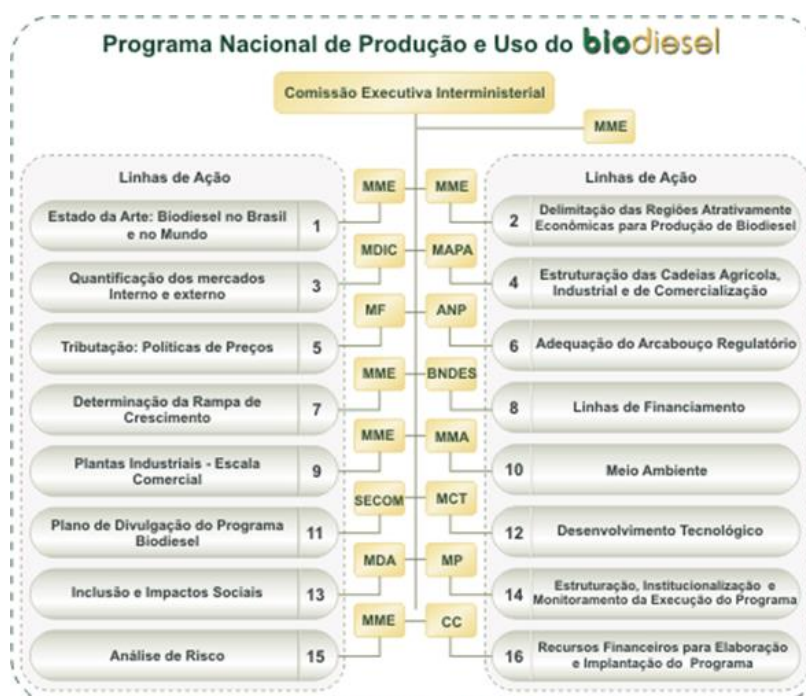 Programa Nacional de Produção e Uso do biodiesel
Comissão Executiva Interministerial
MME
Linhas de Ação
Linhas de Ação
MME
MME
Estado da Arte: Biodiesel no Brasil
e no Mundo
1
2
Delimitação das Regiões Atrativamente
Econômicas para Produção de Biodiesel
MDIC
MAPA
Quantificação dos mercados
Interno e externo
3
4
Estruturação das Cadeias Agrícola,
Industrial e de Comercialização
MF
ANP
Tributação: Políticas de Preços
5
6
Adequação do Arcabouço Regulatório
MME
BNDES
Determinação da Rampa de
Crescimento
7
8
Linhas de Financiamento
MME
MMA
Plantas Industriais - Escala
Comercial
9
10
Meio Ambiente
SECOM
MCT
Plano de Divulgação do Programa
Biodiesel
11
12
Desenvolvimento Tecnológico
MDA
MP
Inclusão e Impactos Sociais
13
14
Estruturação, Institucionalização e
Monitoramento da Execução do Programa
MME
CC
Análise de Risco
15
16
Recursos Financeiros para Elaboração
e Implantação do Programa